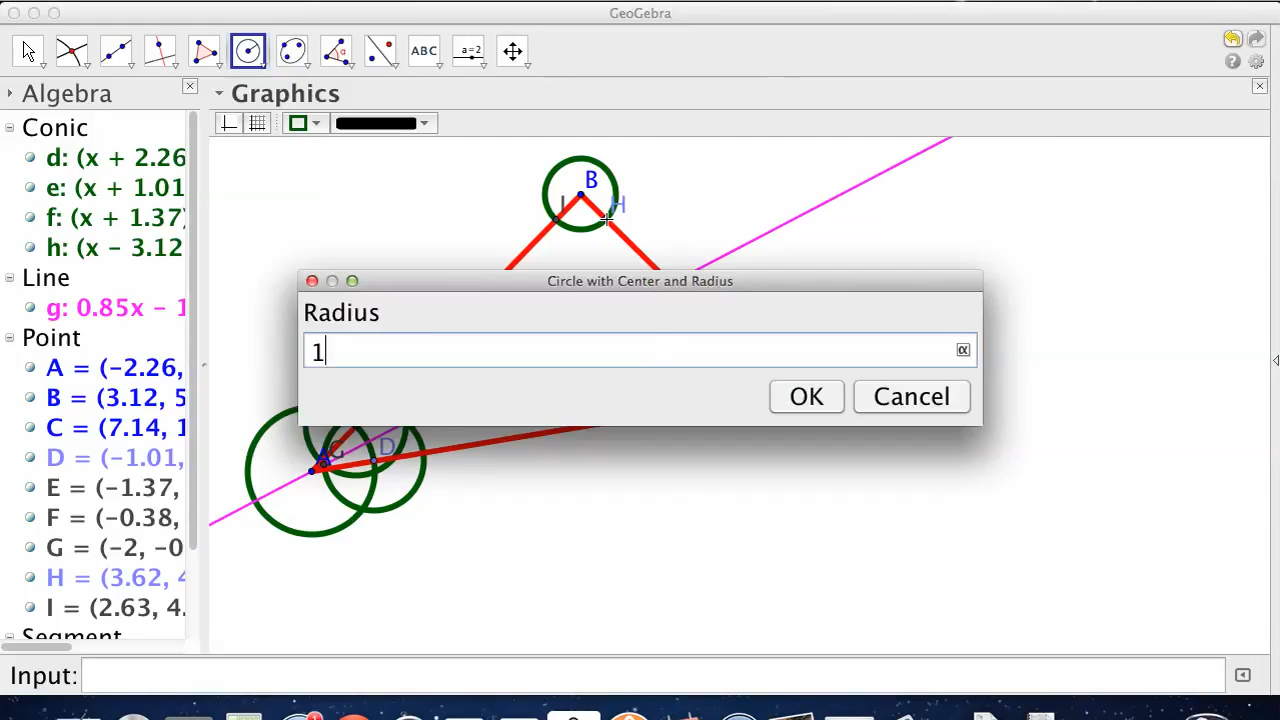 GeoGebra
ABC
a=2
Algebra
Graphics
Conic
d: (x + 2.26
e: (x + 1.01
f: (x + 1.37)
h: (x − 3.12
Line
g: 0.85x − 1
Point
A = (−2.26,
B = (3.12, 5
C = (7.14, 1
D = (−1.01,
E = (−1.37,
F = (−0.38,
G = (−2, −0
H = (3.62, 4
I = (2.63, 4.
Segment
B
I
H
Circle with Center and Radius
Radius
1
α
OK
Cancel
A
G
D
Input: